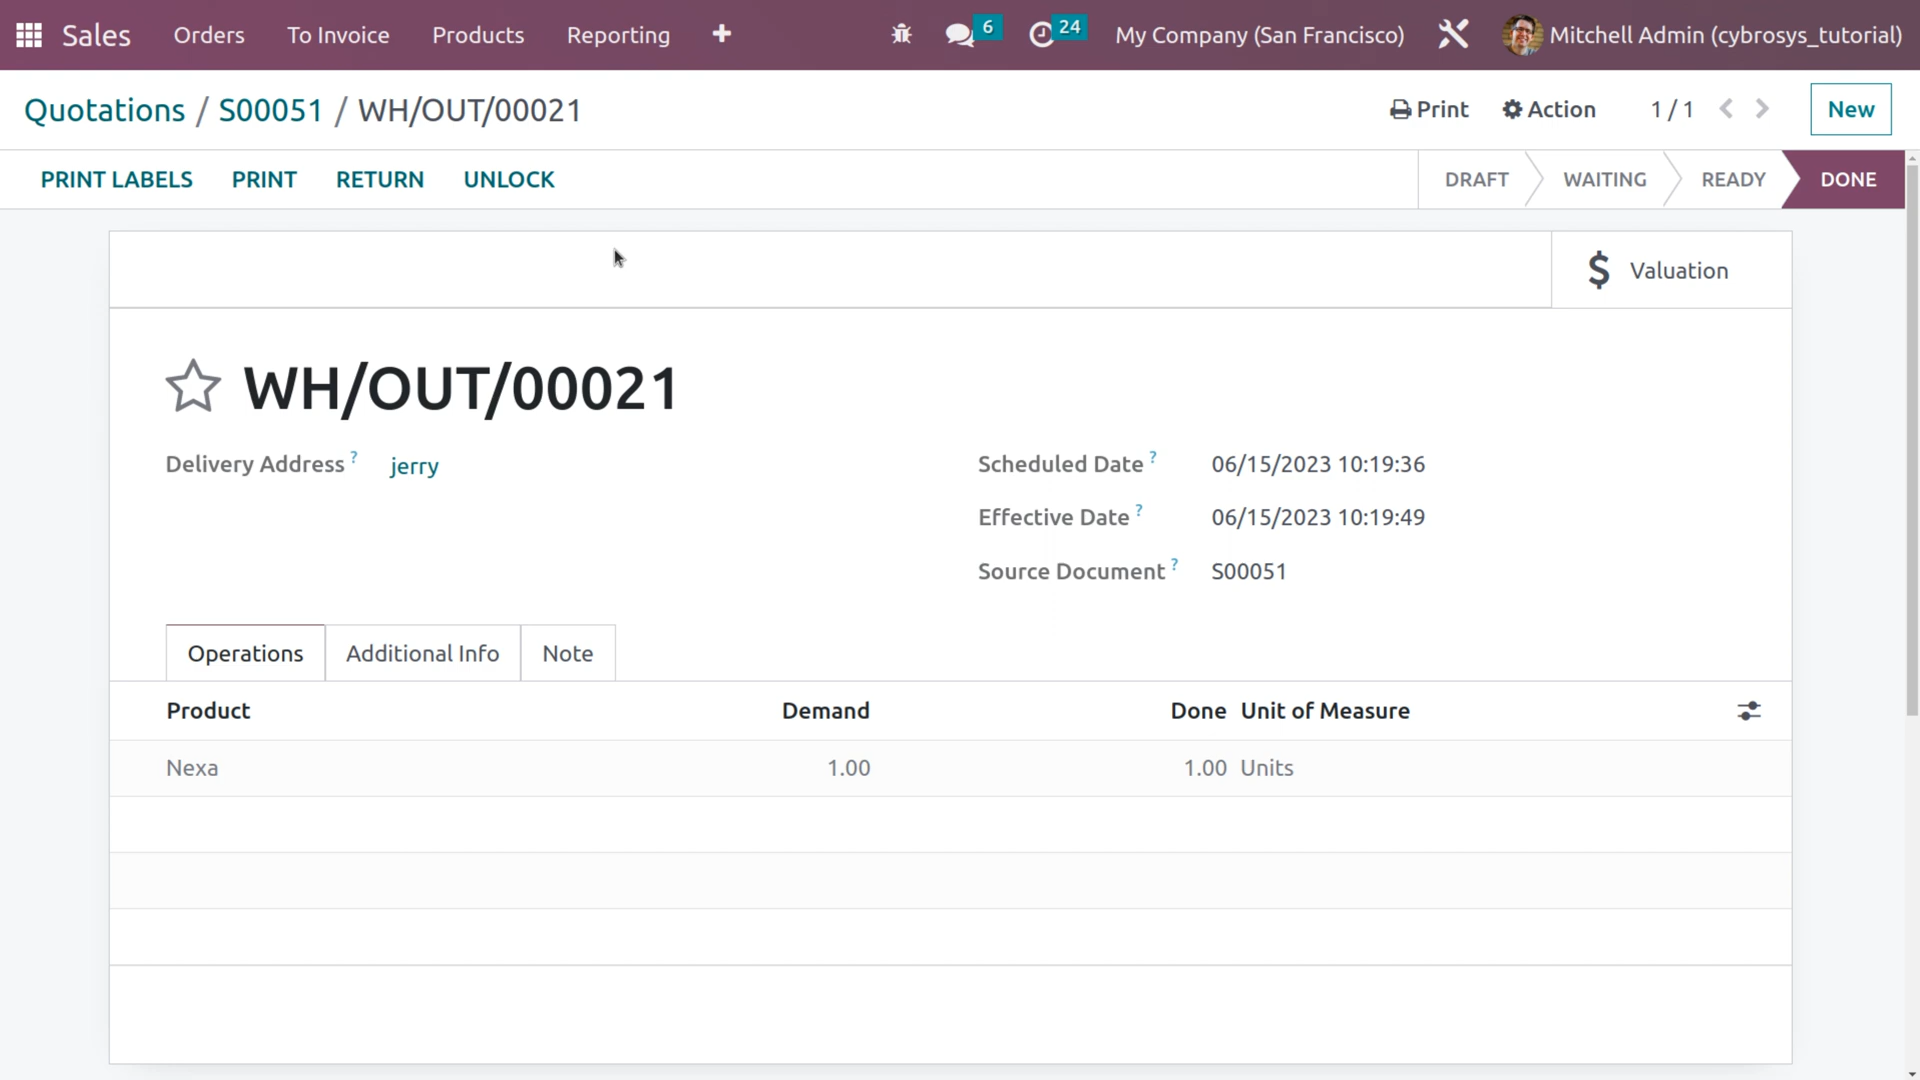 Sales Orders To Invoice Products Reporting + 6 24 My Company (San Francisco) Mitchell Admin (cybrosys_tutorial)
Quotations / S00051 / WH/OUT/00021 Print Action 1 / 1 New
PRINT LABELS PRINT RETURN UNLOCK DRAFT WAITING READY DONE
$ Valuation
WH/OUT/00021
Delivery Address ? jerry Scheduled Date ? 06/15/2023 10:19:36
Effective Date ? 06/15/2023 10:19:49
Source Document ? S00051
Operations Additional Info Note
Product Demand Done Unit of Measure
Nexa 1.00 1.00 Units